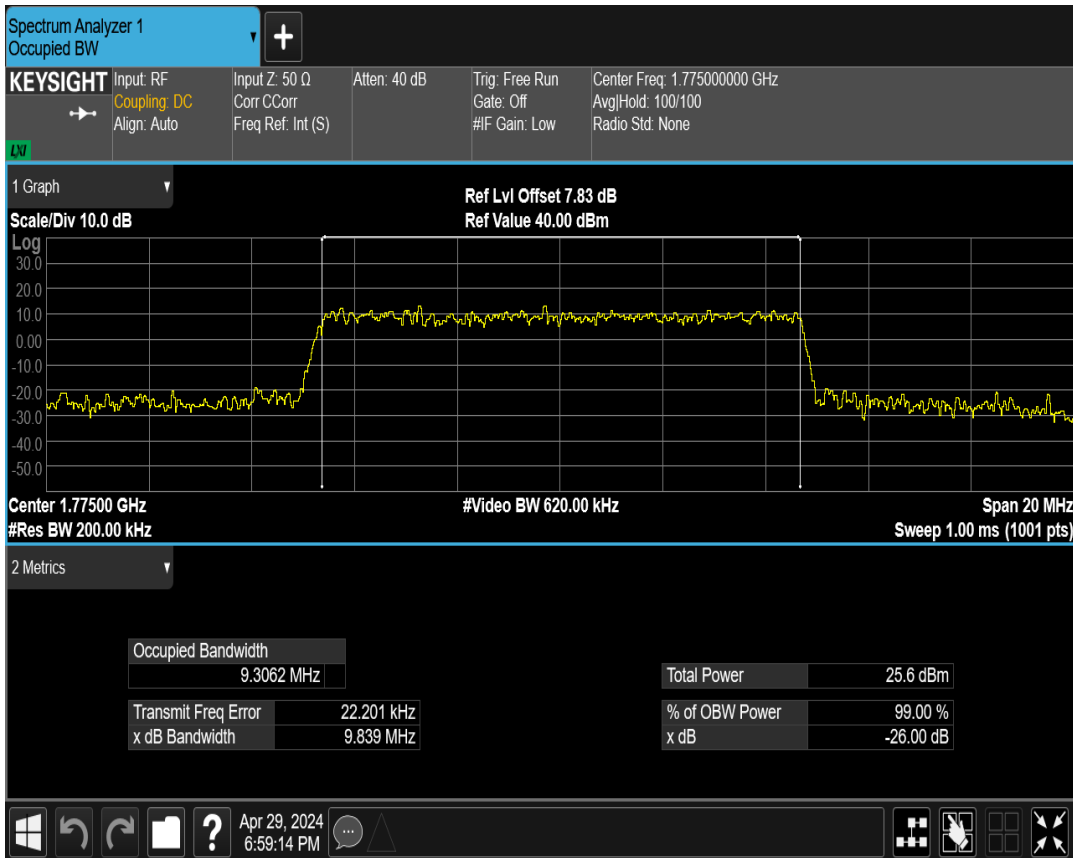 Spectrum Analyzer 1
Occupied BW
KEYSIGHT
LXI
Input: RF
Coupling: DC
Align: Auto
Input Z: 50 Ω
Corr CCorr
Freq Ref: Int (S)
Atten: 40 dB
Trig: Free Run
Gate: Off
#IF Gain: Low
Center Freq: 1.775000000 GHz
Avg|Hold: 100/100
Radio Std: None
1 Graph
Scale/Div 10.0 dB
Ref Lvl Offset 7.83 dB
Ref Value 40.00 dBm
Log
30.0
20.0
10.0
0.00
-10.0
-20.0
-30.0
-40.0
-50.0
Center 1.77500 GHz
#Video BW 620.00 kHz
Span 20 MHz
#Res BW 200.00 kHz
Sweep 1.00 ms (1001 pts)
2 Metrics
Occupied Bandwidth
9.3062 MHz
Total Power 25.6 dBm
Transmit Freq Error 22.201 kHz
% of OBW Power 99.00 %
x dB Bandwidth 9.839 MHz
x dB -26.00 dB
?
Apr 29, 2024
6:59:14 PM